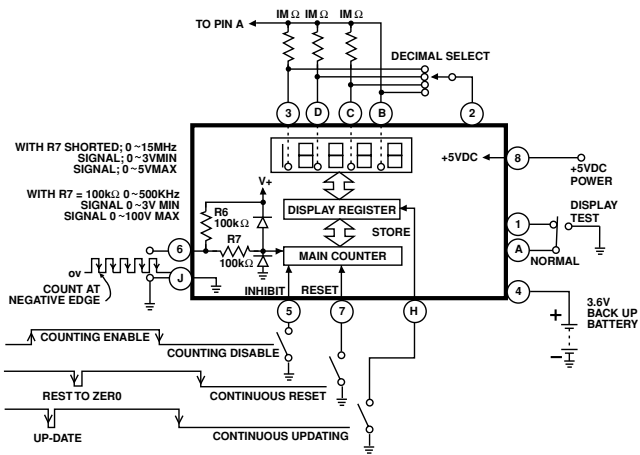 IM Ω IM Ω IM Ω
TO PIN A
DECIMAL SELECT
3 D C B 2
WITH R7 SHORTED; 0 ~15MHz
SIGNAL; 0 ~3VMIN
SIGNAL; 0 ~5VMAX
+5VDC
8
+5VDC
POWER
WITH R7 = 100kΩ 0~500KHz
SIGNAL 0 ~3V MIN
SIGNAL 0 ~100V MAX
V+
R6
100kΩ
DISPLAY REGISTER
STORE
1
DISPLAY
TEST
R7
100kΩ
6
MAIN COUNTER
A
NORMAL
0V
J
COUNT AT
NEGATIVE EDGE
INHIBIT RESET
4
3.6V
BACK UP
BATTERY
+
−
5 7 H
COUNTING ENABLE
COUNTING DISABLE
REST TO ZER0
CONTINUOUS RESET
UP-DATE
CONTINUOUS UPDATING